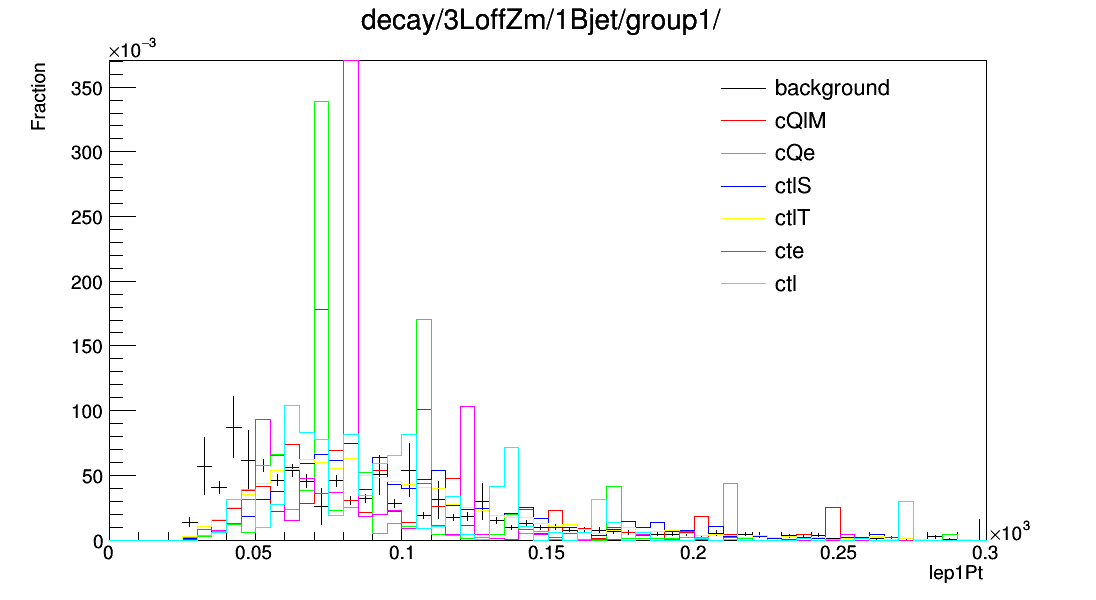 decay/3LoffZm/1Bjet/group1/
×10⁻³
Fraction
350
300
250
200
150
100
50
0
background
cQlM
cQe
ctlS
ctlT
cte
ctl
0 0.05 0.1 0.15 0.2 0.25 0.3
×10³
lep1Pt